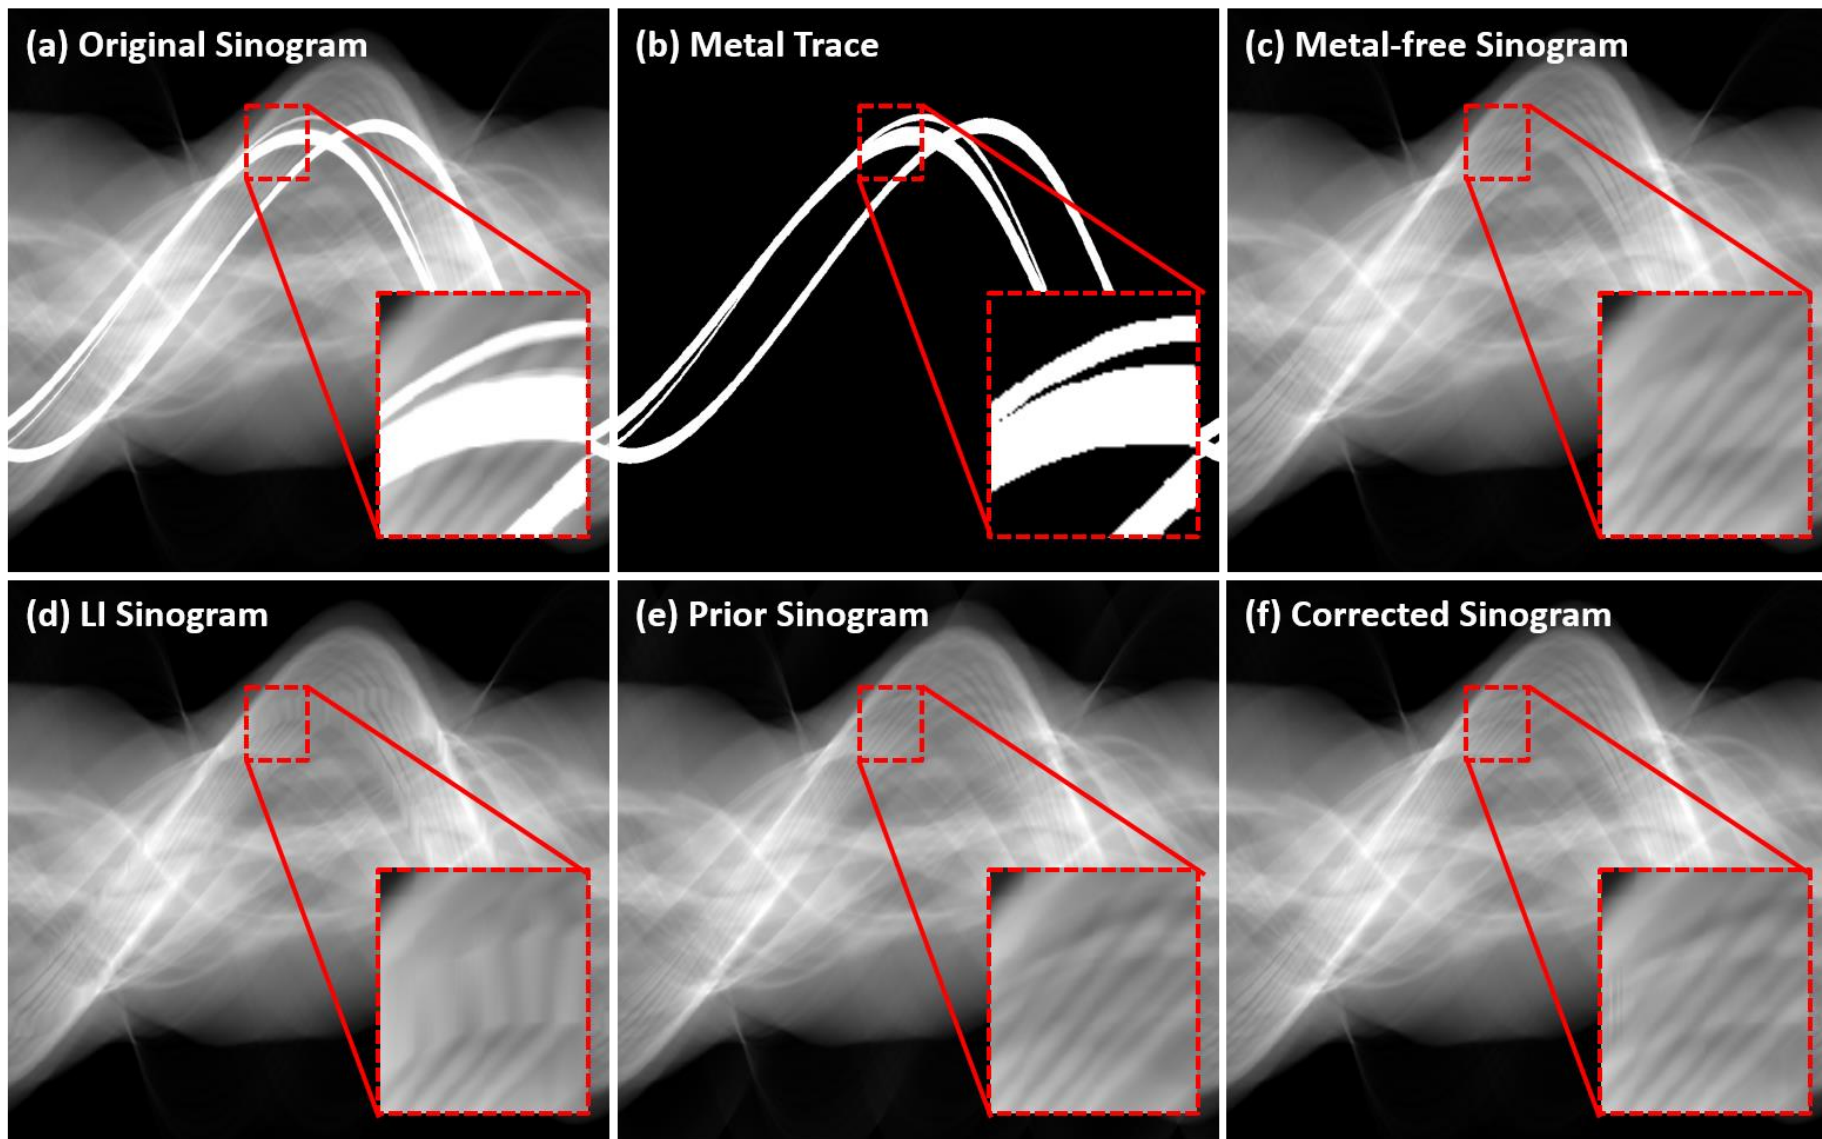 (a) Original Sinogram
(b) Metal Trace
(c) Metal-free Sinogram
(d) LI Sinogram
(e) Prior Sinogram
(f) Corrected Sinogram